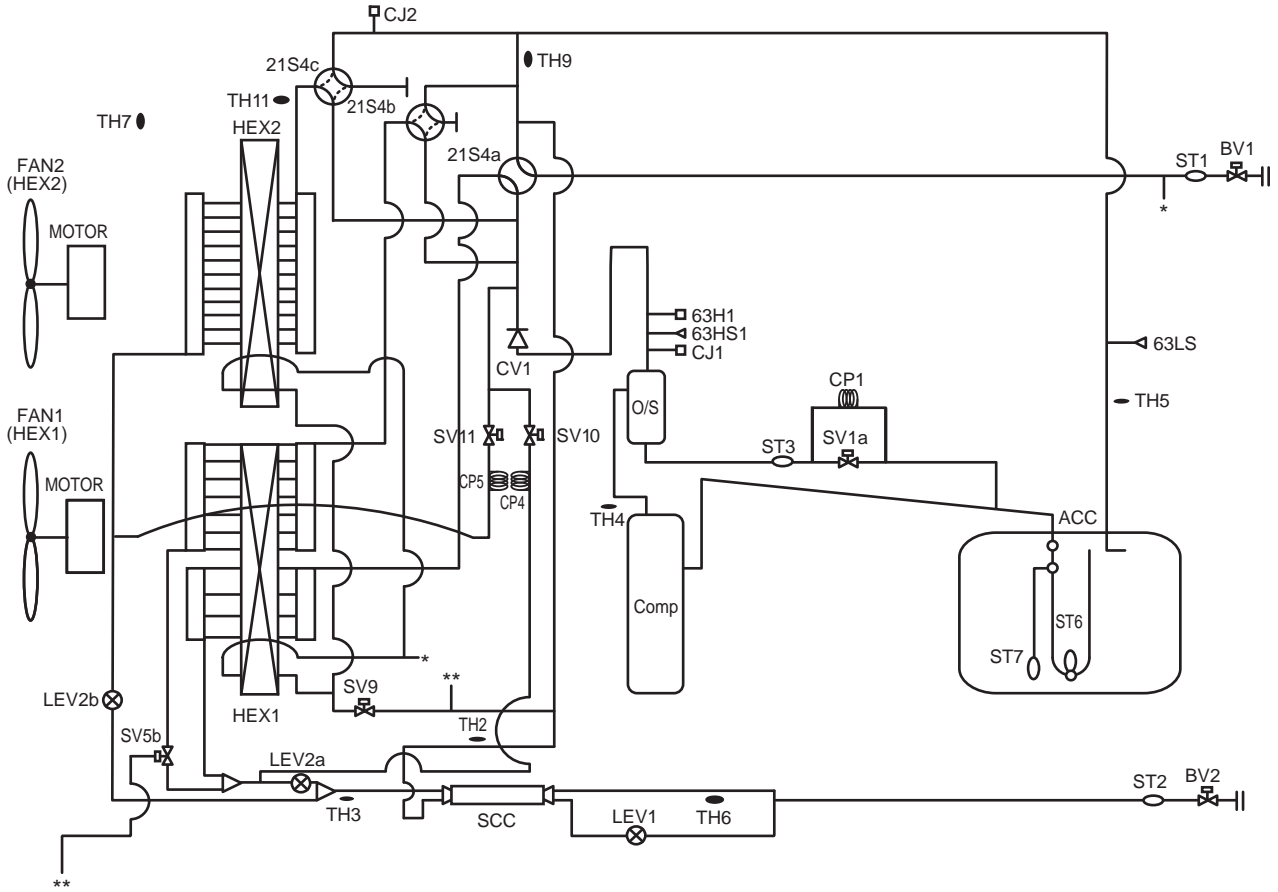 CJ2
TH9
21S4c
TH11
21S4b
TH7
HEX2
21S4a
FAN2
(HEX2)
ST1
BV1
MOTOR
*
63H1
63HS1
CJ1
CV1
63LS
CP1
TH5
O/S
FAN1
(HEX1)
SV11
SV10
ST3
SV1a
MOTOR
CP5
CP4
TH4
ACC
Comp
ST6
ST7
*
**
SV9
LEV2b
HEX1
TH2
SV5b
LEV2a
ST2
BV2
TH3
SCC
LEV1
TH6
**